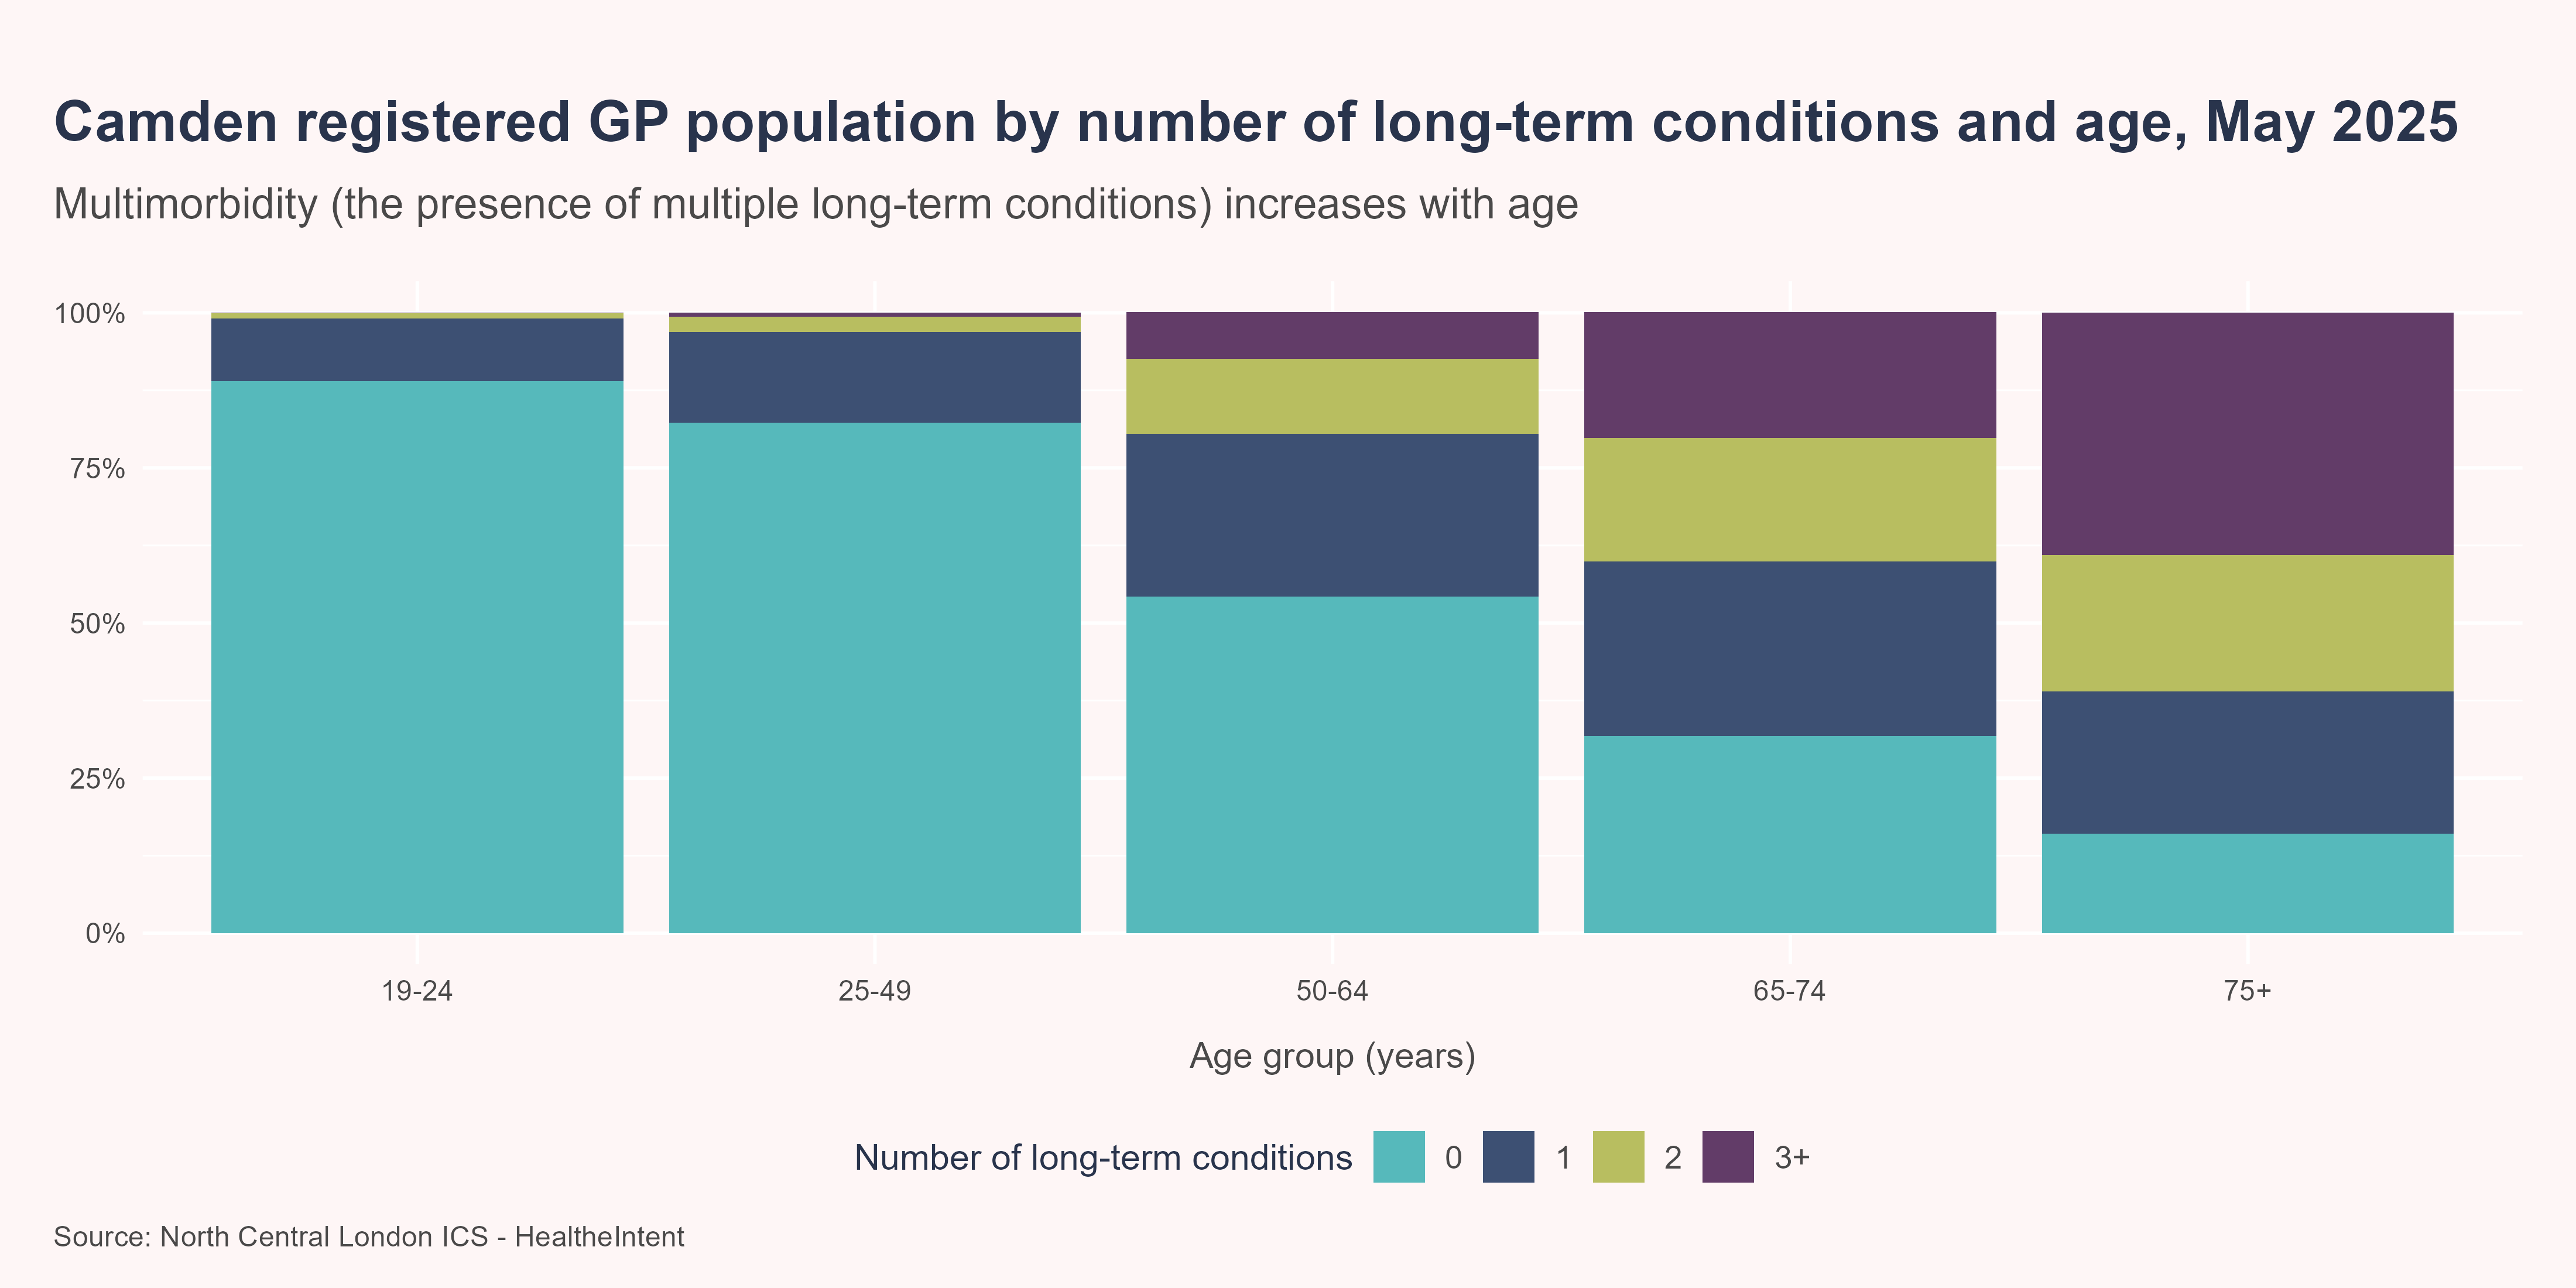 Camden registered GP population by number of long-term conditions and age, May 2025
Multimorbidity (the presence of multiple long-term conditions) increases with age
100%
75%
50%
25%
0%
19-24
25-49
50-64
65-74
75+
Age group (years)
Number of long-term conditions 0 1 2 3+
Source: North Central London ICS - HealtheIntent